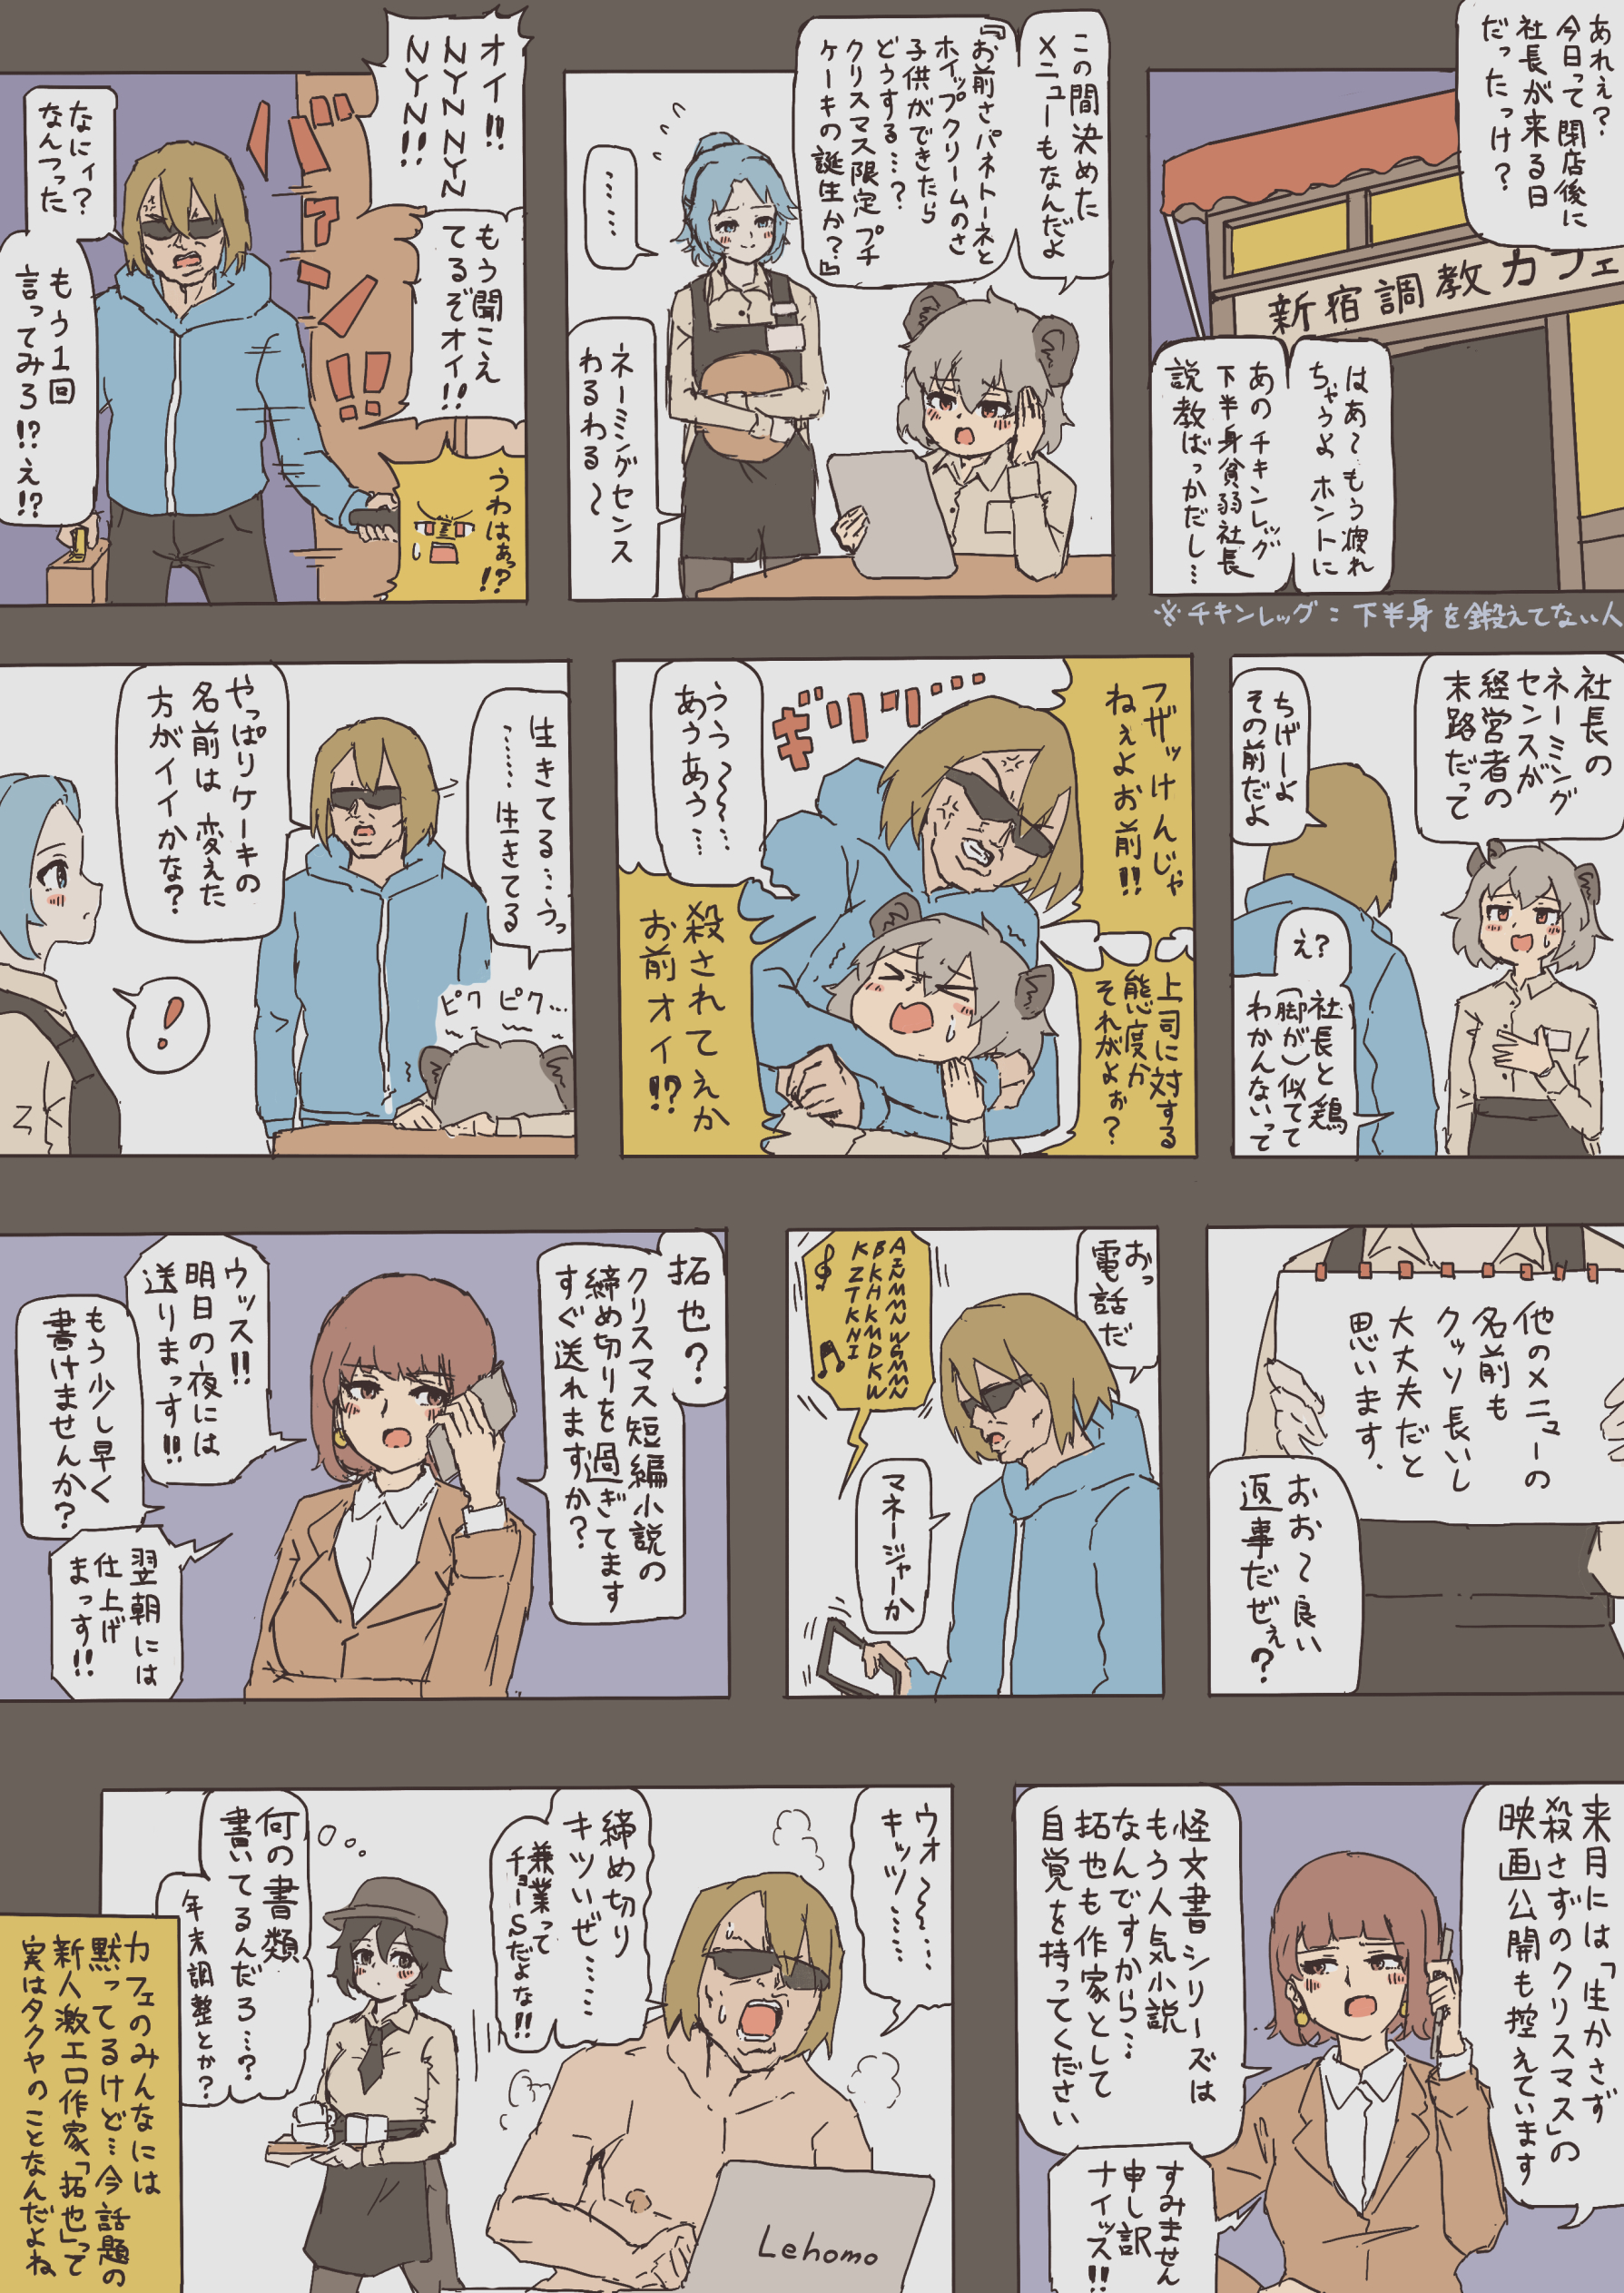 あれぇ？
今日って閉店後に
社長が来る日
だったっけ？
新宿調教カフェ
はあ～もう疲れ
ちゃうよホントに
あのチキンレッグ
下半身貧弱社長
説教ばっかだし…
※チキンレッグ：下半身を鍛えてない人
この間決めた
メニューもなんだよ
『お前さパネトーネと
ホイップクリームのさ
子供ができたら
どうする…？
クリスマス限定プチ
ケーキの誕生か？』
……
ネーミングセンス
わるわる～
オイ!!
NYZNYZN
NYN!!
もう聞こえ
てるぞオイ!!
バァン!!
うわはぁっ!?
なにィ？
なんつった
もう1回
言ってみろ!?え!?
社長の
ネーミング
センスが
経営者の
末路だって
ちげーよ
その前だよ
え？
社長と鶏
（脚が）似てて
わかんないって
フザッけんじゃ
ねぇよお前!!
ギリリ…
うぅ～～…
あうあう…
上司に対する
態度か
それがよぉ？
殺されてぇか
お前オイ!?
生きてる…うっ
……生きてる
ピクピク…
やっぱりケーキの
名前は変えた
方がイイかな？
！
他のメニューの
名前も
クッソ長いし
大丈夫だと
思います.
おお～良い
返事だぜぇ？
おっ
電話だ
AINMMNWGMMN
BKHKMDKW
KZTKNI
マネージャーか
拓也？
クリスマス短編小説の
締め切りを過ぎてます
すぐ送れますか？
ウッス!!
明日の夜には
送りまっす!!
もう少し早く
書けませんか？
翌朝には
仕上げ
まっす!!
来月には「生かさず
殺さずのクリスマス」の
映画公開も控えています
怪文書シリーズは
もう人気小説
なんですから…
拓也も作家として
自覚を持ってください
すみません
申し訳
ナイッス!!
ウォ～～…
キッツ……
締め切り
キツいぜ……
兼業って
チョーSだよな!!
Lehomo
何の書類
書いてるんだろ…？
年末調整とか？
カフェのみんなには
黙ってるけど…今話題の
新人激エロ作家「拓也」って
実はタクヤのことなんだよね